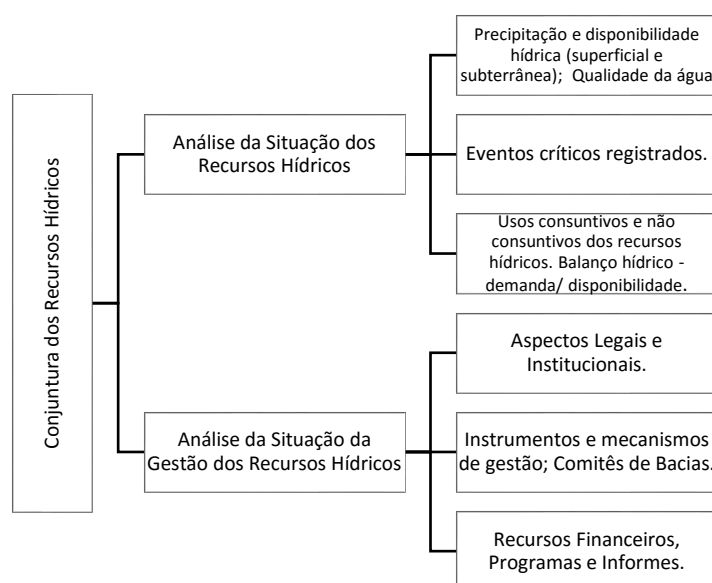 Conjuntura dos Recursos Hídricos
Análise da Situação dos
Recursos Hídricos
Precipitação e disponibilidade
hídrica (superficial e
subterrânea);  Qualidade da água
Eventos críticos registrados.
Usos consuntivos e não
consuntivos dos recursos
hídricos. Balanço hídrico -
demanda/ disponibilidade.
Análise da Situação da
Gestão dos Recursos Hídricos
Aspectos Legais e
Institucionais.
Instrumentos e mecanismos
de gestão; Comitês de Bacias.
Recursos Financeiros,
Programas e Informes.